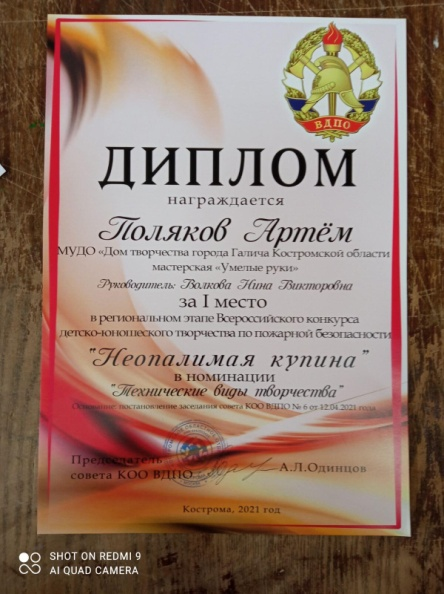 ВДПО
ДИПЛОМ
награждается
Поляков Артём
МУДО «Дом творчества города Галича Костромской области
мастерская «Умелые руки»
Руководитель: Волкова Нина Викторовна
за I место
в региональном этапе Всероссийского конкурса
детско-юношеского творчества по пожарной безопасности
"Неопалимая купина"
в номинации
"Технические виды творчества"
Основание: постановление заседания совета КОО ВДПО № 6 от 12.04.2021 года
Председатель
совета КОО ВДПО
А.Л.Одинцов
Кострома, 2021 год
SHOT ON REDMI 9
AI QUAD CAMERA